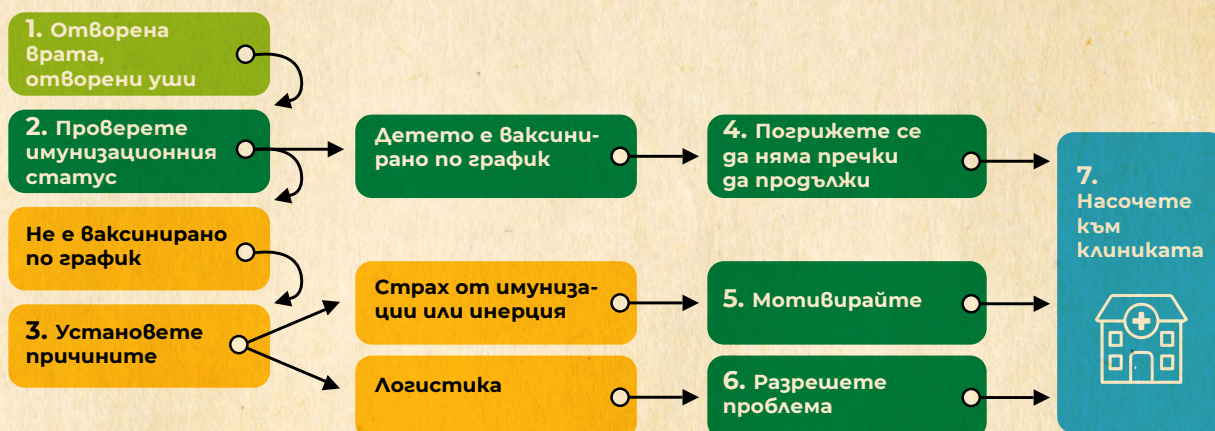 1. Отворена
врата,
отворени уши
2. Проверете
имунизационния
статус
Не е ваксинирано
по график
3. Установете
причините
Детето е ваксини-
рано по график
Страх от имуниза-
ции или инерция
Логистика
4. Погрижете се
да няма пречки
да продължи
5. Мотивирайте
6. Разрешете
проблема
7.
Насочете
към
клиниката